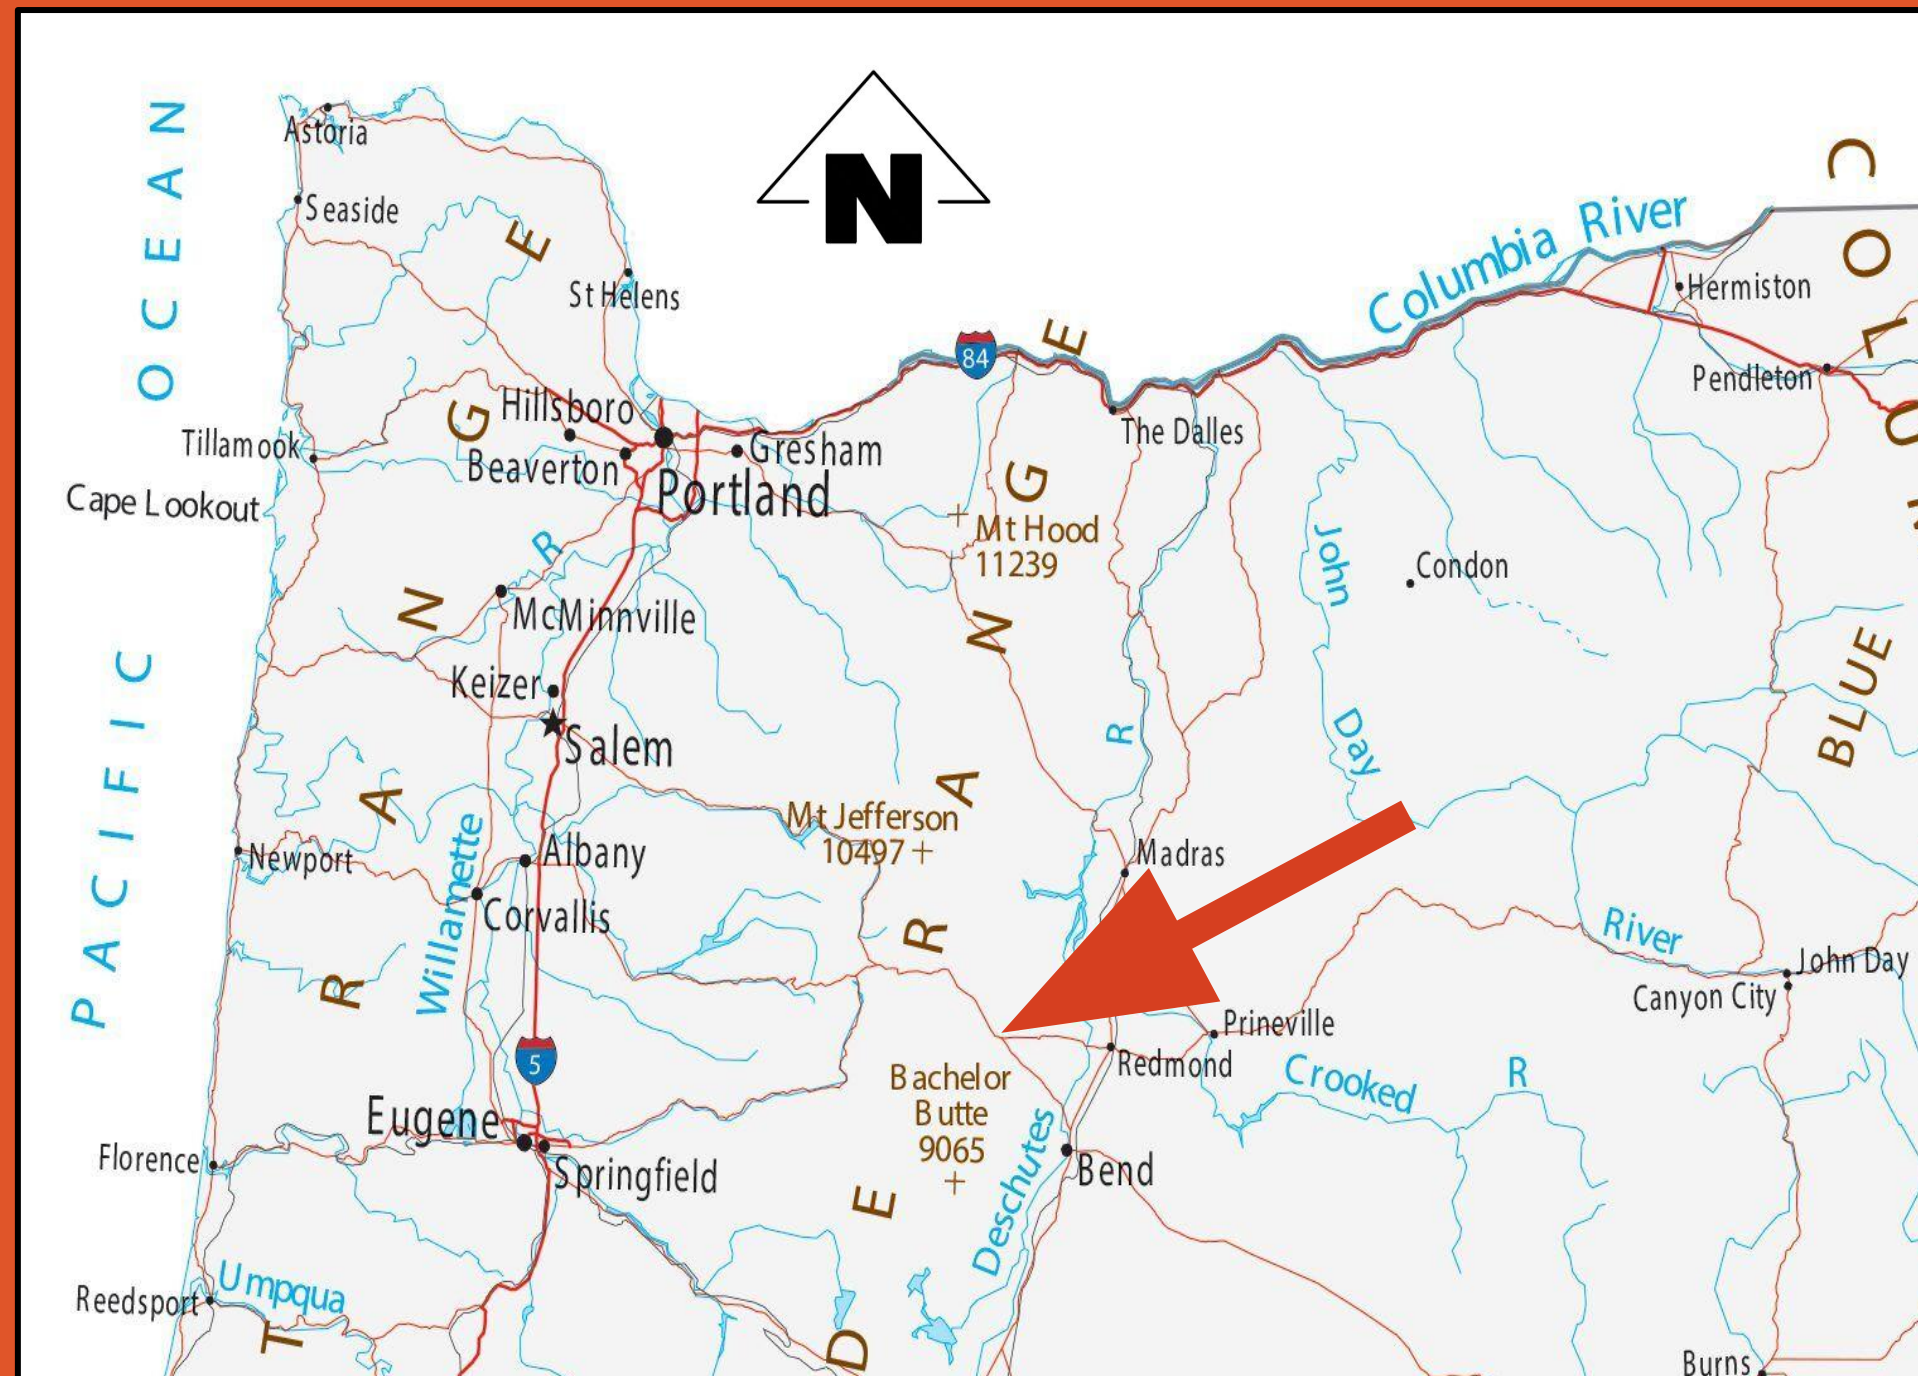 N
OCEAN
PACIFIC
Astoria
Seaside
E
St Helens
Columbia River
Hermiston
C
O
L
U
Pendleton
84
E
Hillsboro
G
Tillamook
Beaverton
Gresham
The Dalles
Portland
Cape Lookout
G
Mt Hood
11239
R
John
Condon
N
McMinnville
N
BLUE
Keizer
Salem
R
Day
A
A
Mt Jefferson
10497
Willamette
Albany
Madras
Newport
Corvallis
R
River
John Day
R
Canyon City
Prineville
5
Redmond
Crooked
R
Bachelor
Butte
9065
Eugene
Deschutes
Florence
Springfield
Bend
E
Umpqua
Reedsport
T
D
Burns